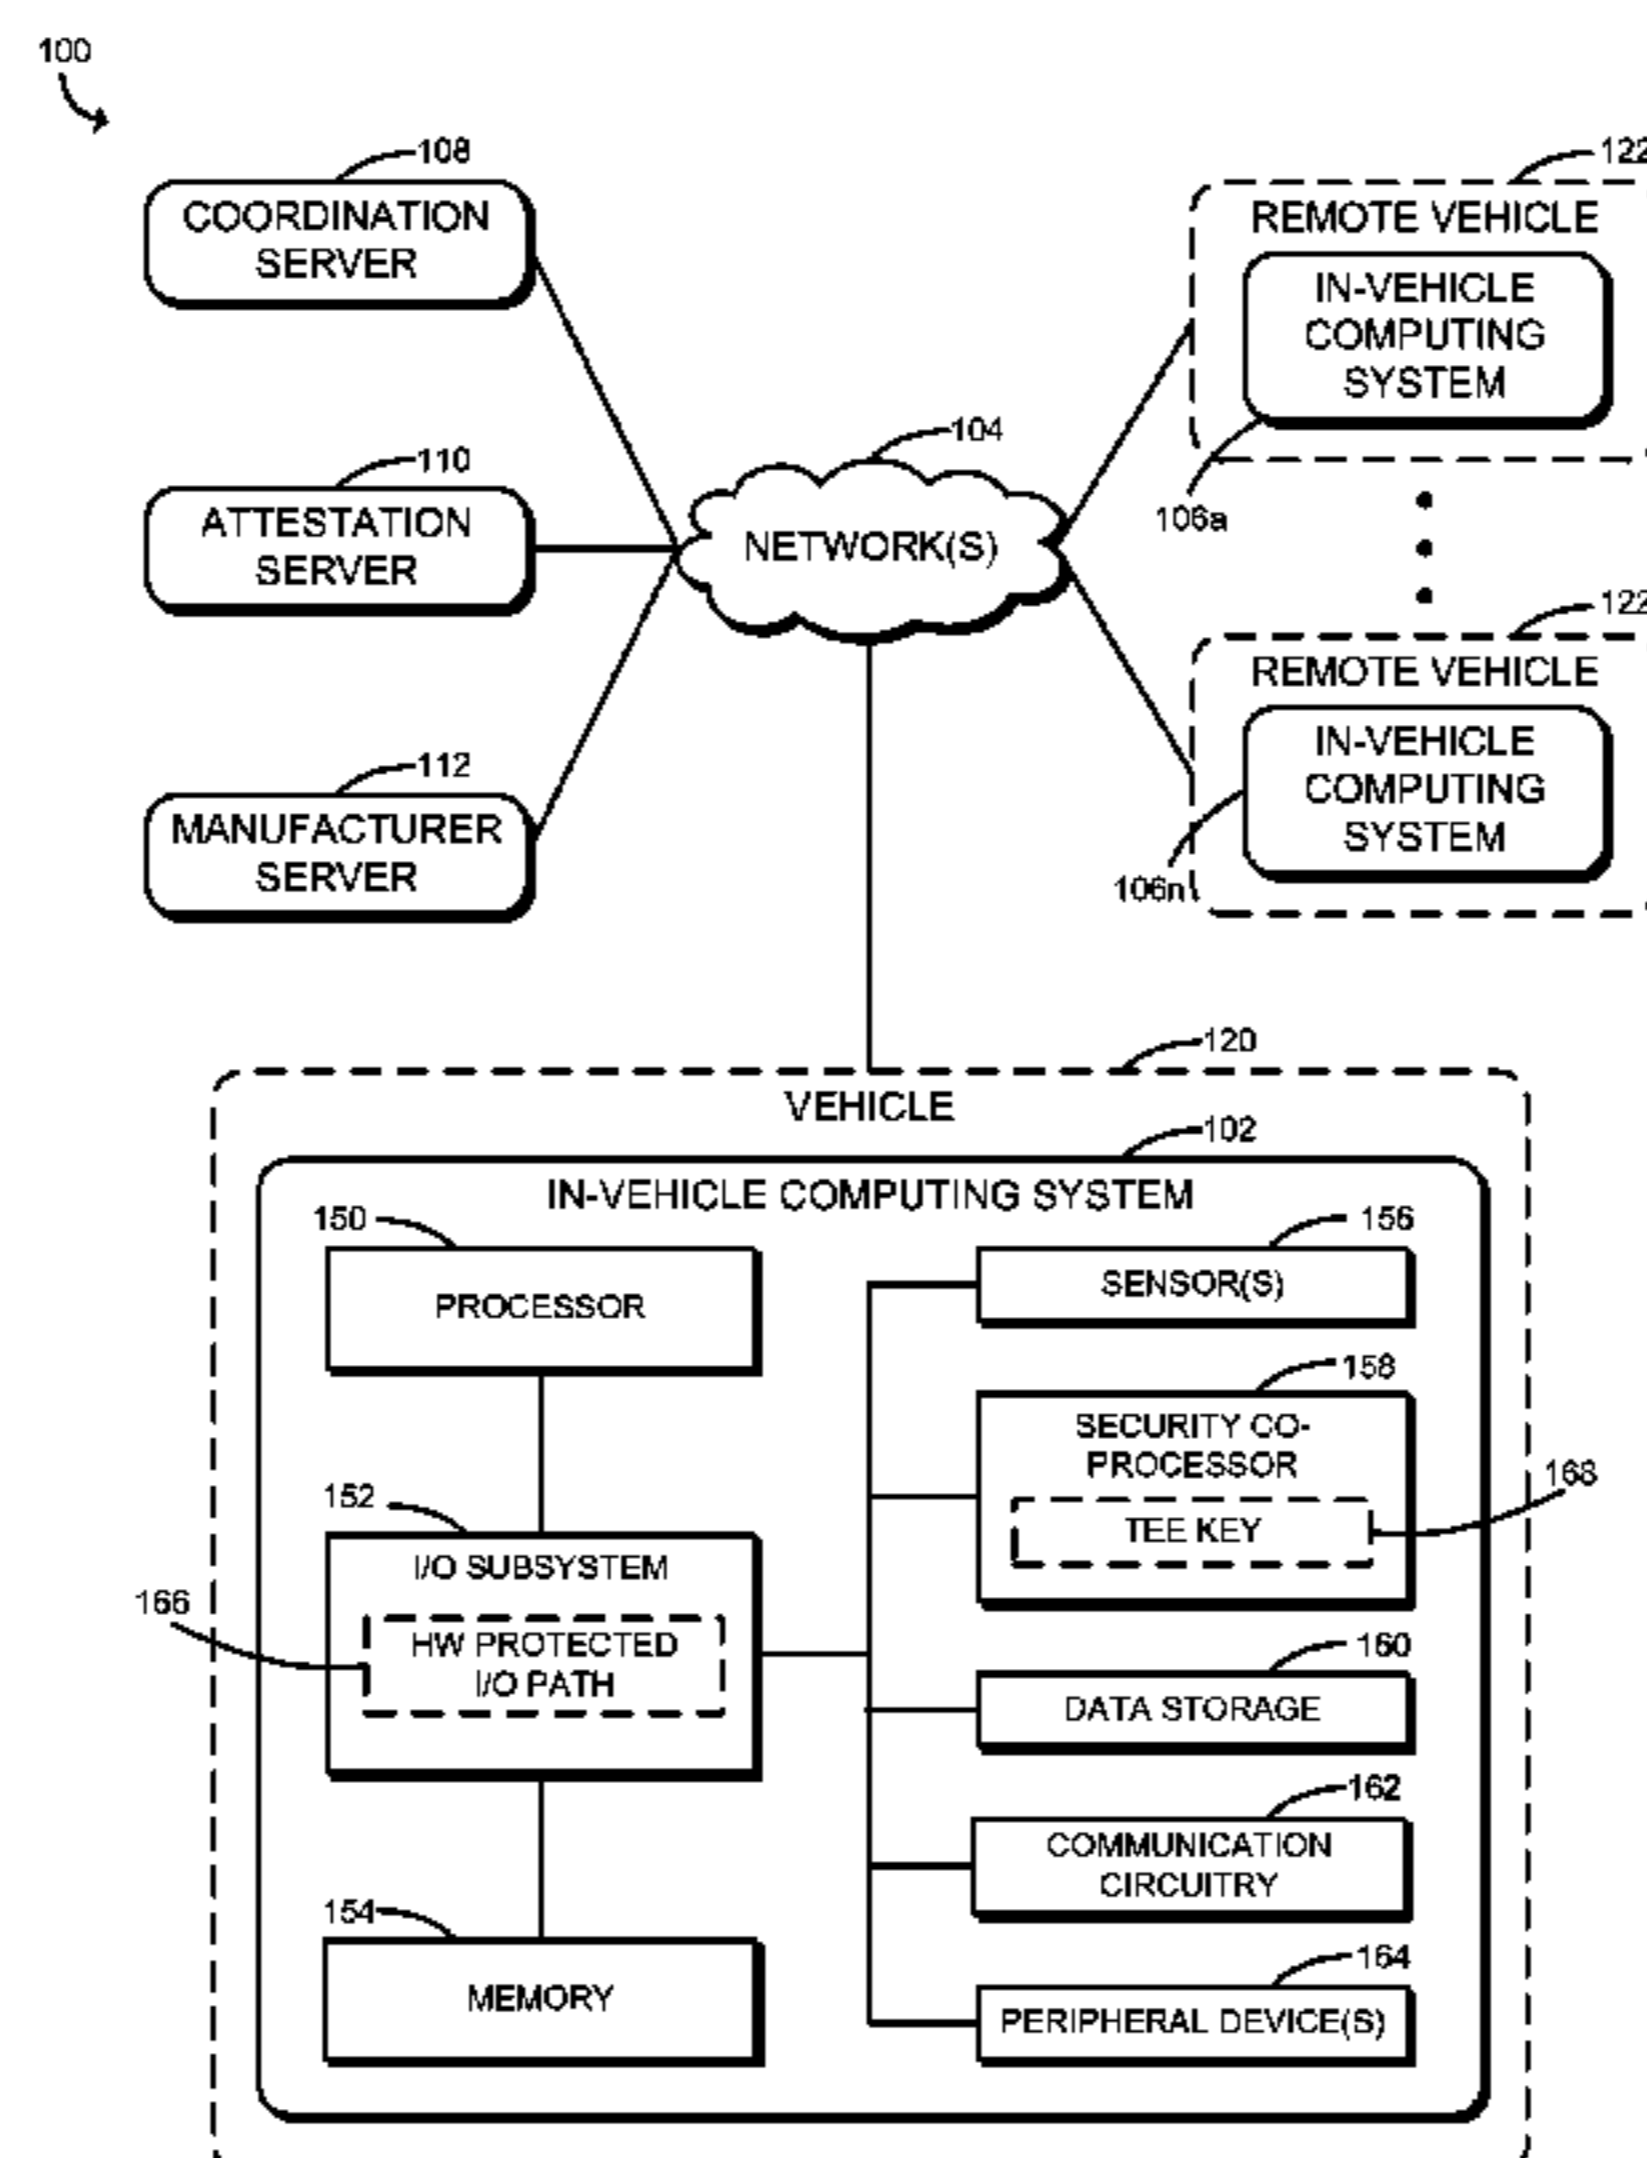 100
108
COORDINATION
SERVER
122
REMOTE VEHICLE
IN-VEHICLE
COMPUTING
SYSTEM
106a
110
ATTESTATION
SERVER
104
NETWORK(S)
122
REMOTE VEHICLE
IN-VEHICLE
COMPUTING
SYSTEM
106n
112
MANUFACTURER
SERVER
120
VEHICLE
102
IN-VEHICLE COMPUTING SYSTEM
150
PROCESSOR
156
SENSOR(S)
158
SECURITY CO-
PROCESSOR
TEE KEY
168
152
I/O SUBSYSTEM
166
HW PROTECTED
I/O PATH
160
DATA STORAGE
162
COMMUNICATION
CIRCUITRY
154
MEMORY
164
PERIPHERAL DEVICE(S)